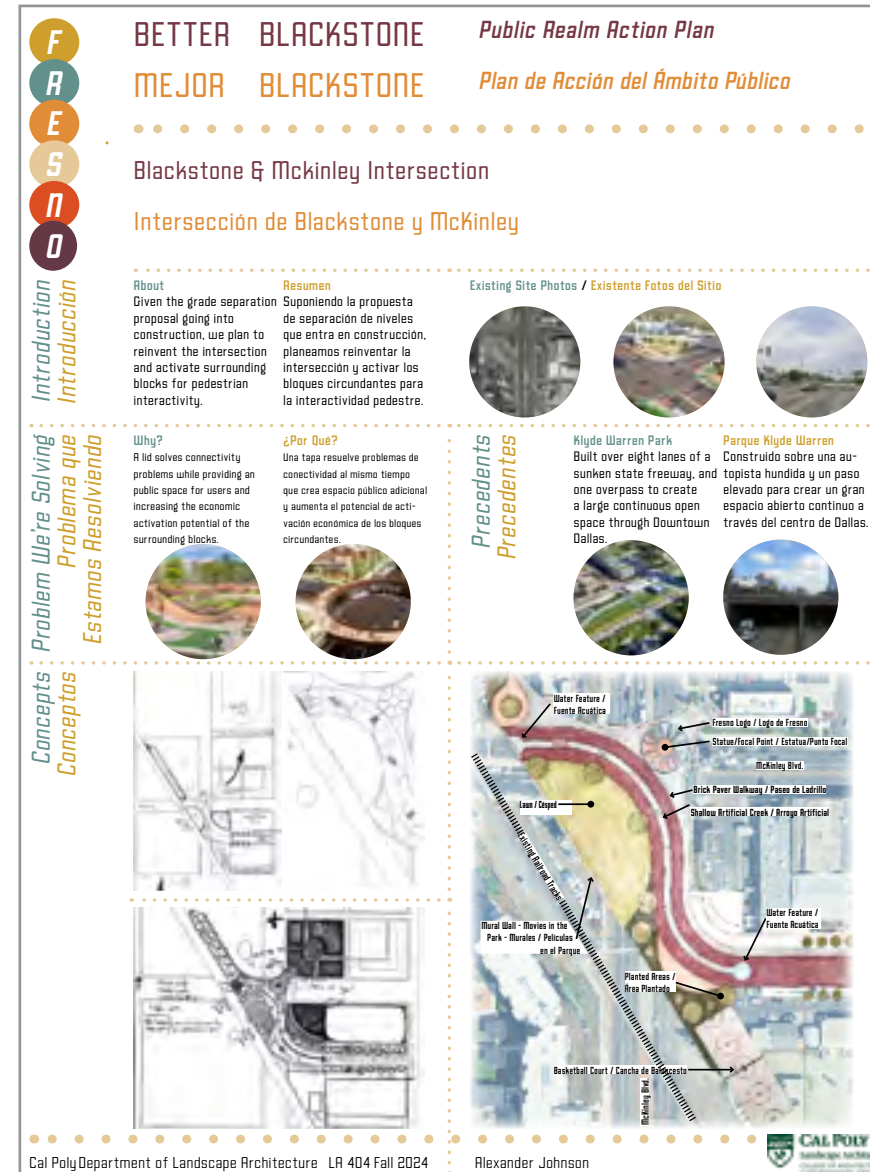 FRESNO
BETTER BLACKSTONE
Public Realm Action Plan
MEJOR BLACKSTONE
Plan de Acción del Ámbito Público
Blackstone & Mckinley Intersection
Intersección de Blackstone y McKinley
Introduction
Introducción
About
Given the grade separation
proposal going into
construction, we plan to
reinvent the intersection
and activate surrounding
blocks for pedestrian
interactivity.
Resumen
Suponiendo la propuesta
de separación de niveles
que entra en construcción,
planeamos reinventar la
intersección y activar los
bloques circundantes para
la interactividad pedestre.
Existing Site Photos / Existente Fotos del Sitio
Problem We're Solving
Problema que
Estamos Resolviendo
Why?
A lid solves connectivity
problems while providing an
public space for users and
increasing the economic
activation potential of the
surrounding blocks.
¿Por Qué?
Una tapa resuelve problemas de
conectividad al mismo tiempo
que crea espacio público adicional
y aumenta el potencial de acti-
vación económica de los bloques
circundantes.
Precedents
Precedentes
Klyde Warren Park
Built over eight lanes of a
sunken state freeway, and
one overpass to create
a large continuous open
space through Downtown
Dallas.
Parque Klyde Warren
Construido sobre una au-
topista hundida y un paso
elevado para crear un gran
espacio abierto continuo a
través del centro de Dallas.
Concepts
Conceptos
Water Feature /
Fuente Acuática
Fresno Logo / Logo de Fresno
Statue/Focal Point / Estatua/Punto Focal
McKinley Blvd.
Brick Paver Walkway / Paseo de Ladrillo
Lawn / Césped
Shallow Artificial Creek / Arroyo Artificial
Existing Railroad Tracks
Mural Wall - Movies in the
Park - Murales / Películas
en el Parque
Water Feature /
Fuente Acuática
Planted Areas /
Área Plantado
Basketball Court / Cancha de Baloncesto
McKinley Blvd.
Cal Poly Department of Landscape Architecture LA 404 Fall 2024
Alexander Johnson
CAL POLY
Landscape Architecture